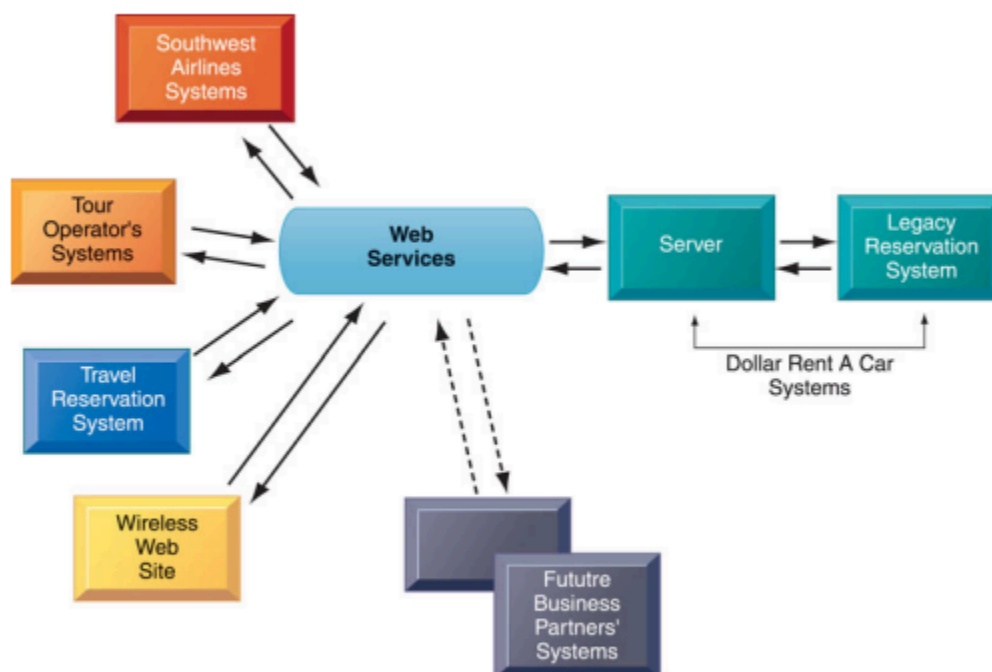 Southwest
Airlines
Systems
Tour
Operator's
Systems
Web
Services
Server
Legacy
Reservation
System
Dollar Rent A Car
Systems
Travel
Reservation
System
Wireless
Web
Site
Fututre
Business
Partners'
Systems